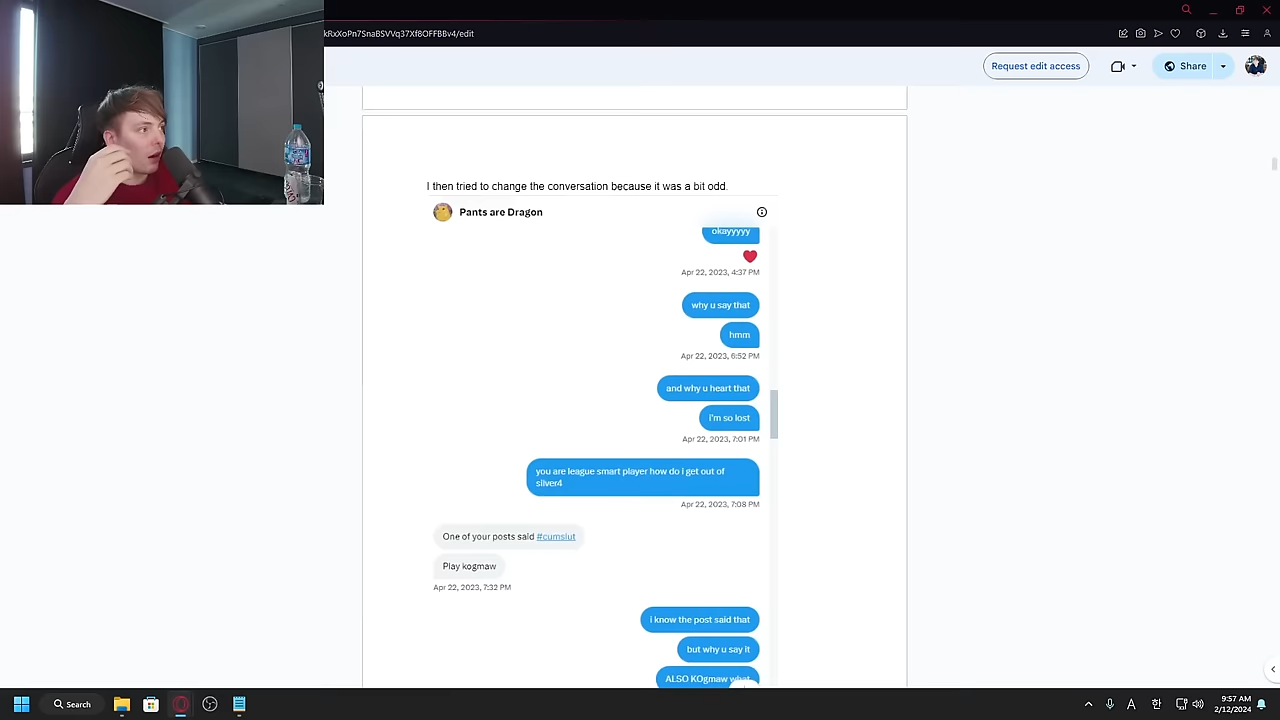 kRxXoPn7SnaBSVVq37Xf8OFFBBv4/edit
Request edit access
Share
I then tried to change the conversation because it was a bit odd.
Pants are Dragon
okayyyyy
Apr 22, 2023, 4:37 PM
why u say that
hmm
Apr 22, 2023, 6:52 PM
and why u heart that
i'm so lost
Apr 22, 2023, 7:01 PM
you are league smart player how do i get out of
silver4
Apr 22, 2023, 7:08 PM
One of your posts said #cumslut
Play kogmaw
Apr 22, 2023, 7:32 PM
i know the post said that
but why u say it
ALSO KOgmaw what
Search
9:57 AM
2/12/2024